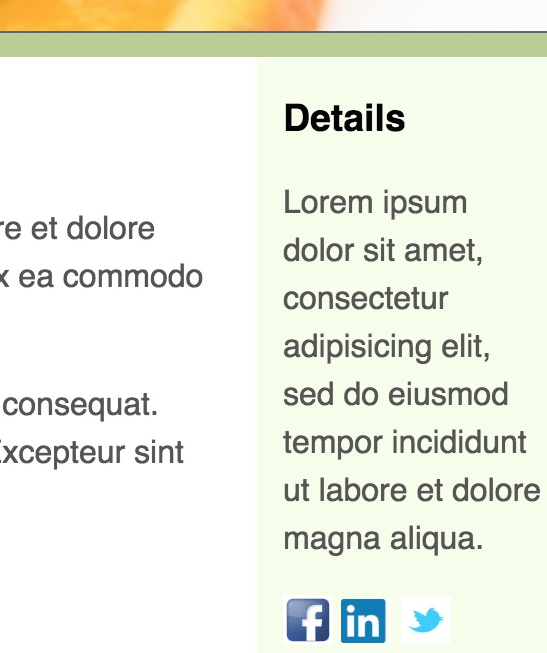 re et dolore
x ea commodo
consequat.
Excepteur sint
Details
Lorem ipsum
dolor sit amet,
consectetur
adipisicing elit,
sed do eiusmod
tempor incididunt
ut labore et dolore
magna aliqua.
f in